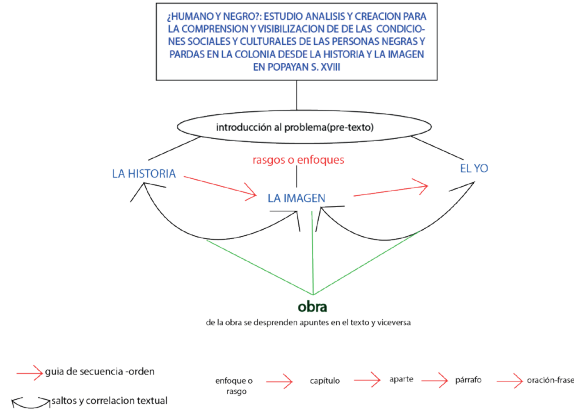 ¿HUMANO Y NEGRO?: ESTUDIO ANALISIS Y CREACION PARA
LA COMPRENSION Y VISIBILIZACION DE DE LAS CONDICIO-
NES SOCIALES Y CULTURALES DE LAS PERSONAS NEGRAS Y
PARDAS EN LA COLONIA DESDE LA HISTORIA Y LA IMAGEN
EN POPAYAN S. XVIII
introducción al problema(pre-texto)
rasgos o enfoques
LA HISTORIA
EL YO
LA IMAGEN
obra
de la obra se desprenden apuntes en el texto y viceversa
guia de secuencia -orden
saltos y correlacion textual
enfoque o
rasgo
capítulo
aparte
párrafo
oración-frase